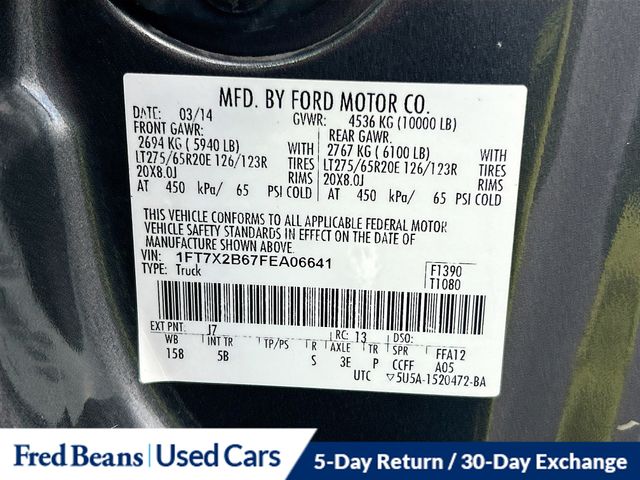 MFD. BY FORD MOTOR CO.
DATE: 03/14 GVWR: 4536 KG (10000 LB)
FRONT GAWR: REAR GAWR:
2694 KG ( 5940 LB) WITH 2767 KG ( 6100 LB) WITH
LT275/65R20E 126/123R TIRES LT275/65R20E 126/123R TIRES
20X8.0J RIMS 20X8.0J RIMS
AT 450 kPa/ 65 PSI COLD AT 450 kPa/ 65 PSI COLD
THIS VEHICLE CONFORMS TO ALL APPLICABLE FEDERAL MOTOR
VEHICLE SAFETY STANDARDS IN EFFECT ON THE DATE OF
MANUFACTURE SHOWN ABOVE.
VIN: 1FT7X2B67FEA06641
TYPE: Truck
F1390
T1080
EXT PNT: J7 RC: 13 DSO:
WB INT TR TP/PS R AXLE TR SPR FFA12
158 5B S 3E P CCFF A05
UTC ▽5U5A-1520472-BA
Fred Beans | Used Cars
5-Day Return / 30-Day Exchange